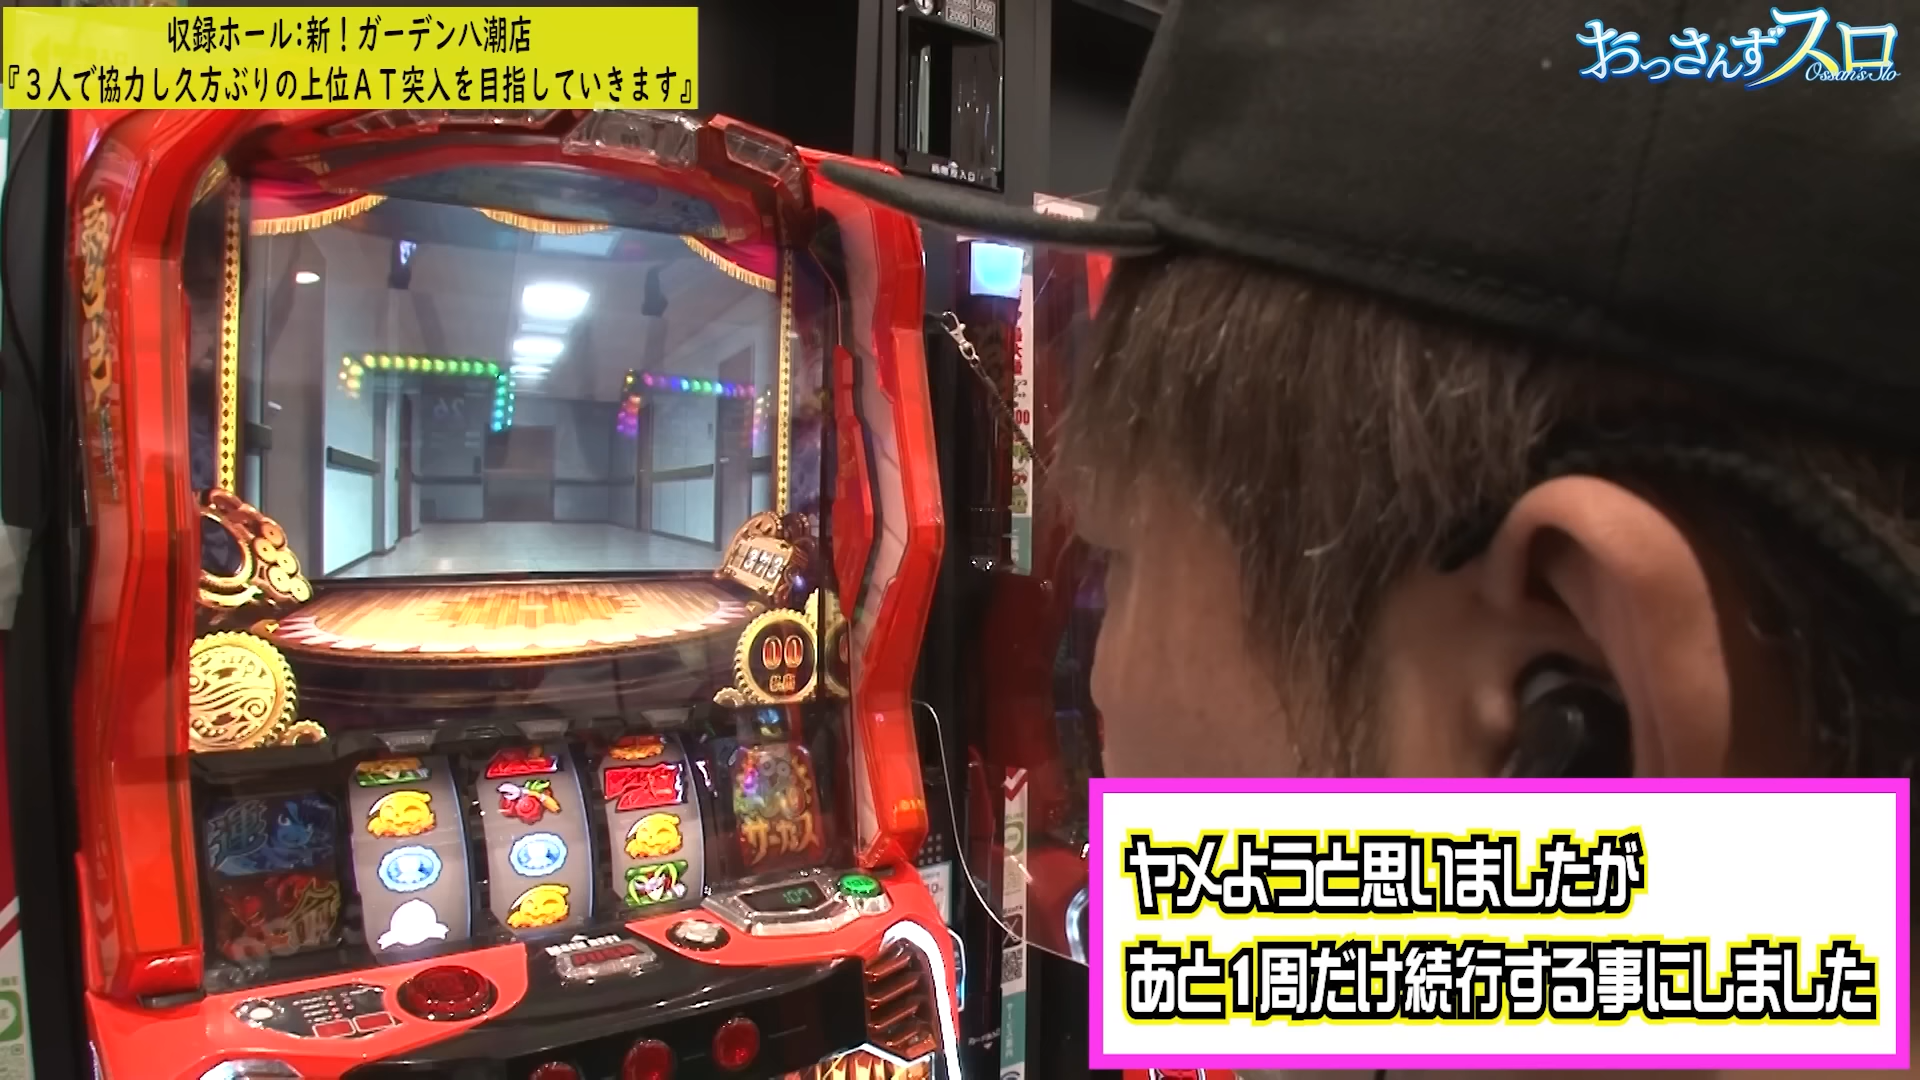 収録ホール:新！ガーデン八潮店
『３人で協力し久方ぶりの上位ＡＴ突入を目指していきます』
おっさんずスロ
Ossan's Slo
運
サーカス
00
373
107
ヤメようと思いましたが
あと1周だけ続行する事にしました